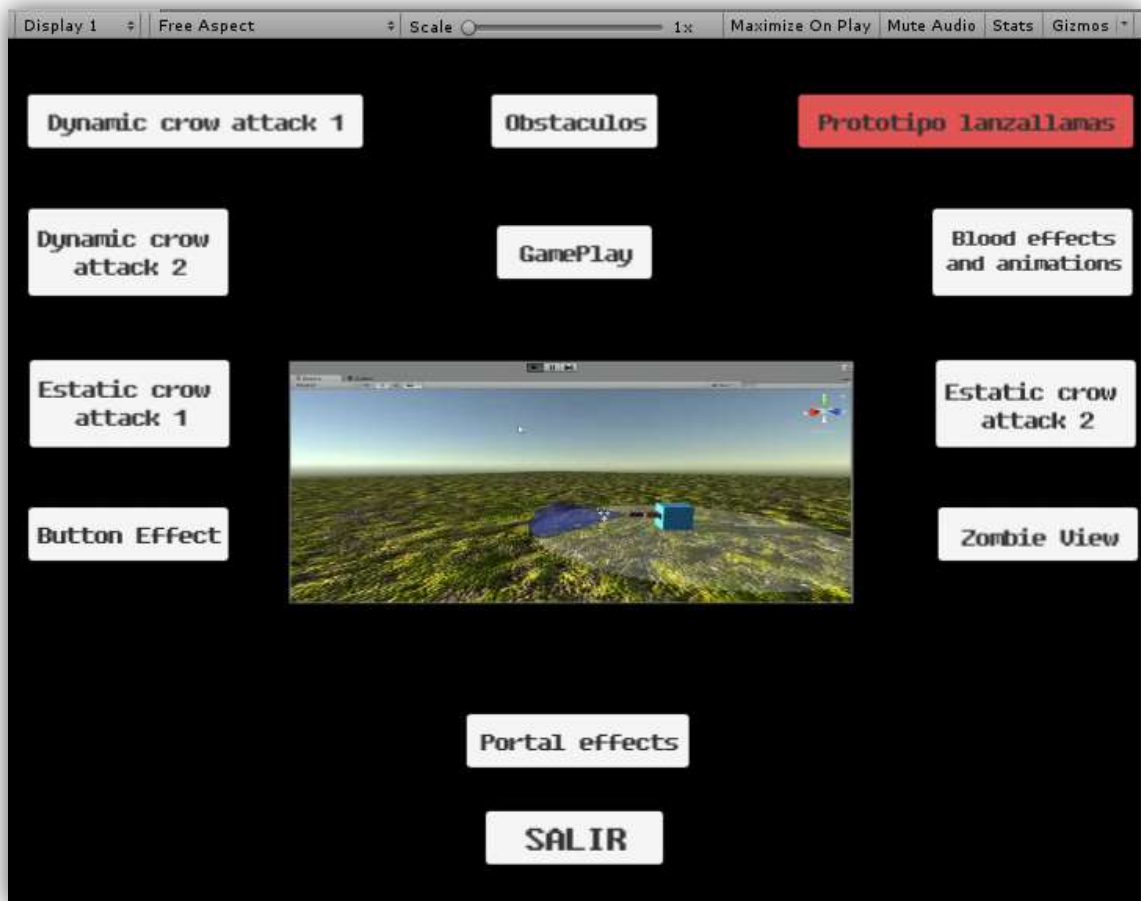 Display 1
Free Aspect
Scale
1x
Maximize On Play
Mute Audio
Stats
Gizmos
Dynamic crow attack 1
Obstaculos
Prototipo lanzallamas
Dynamic crow
attack 2
GamePlay
Blood effects
and animations
Estatic crow
attack 1
Estatic crow
attack 2
Button Effect
Zombie View
Portal effects
SALIR